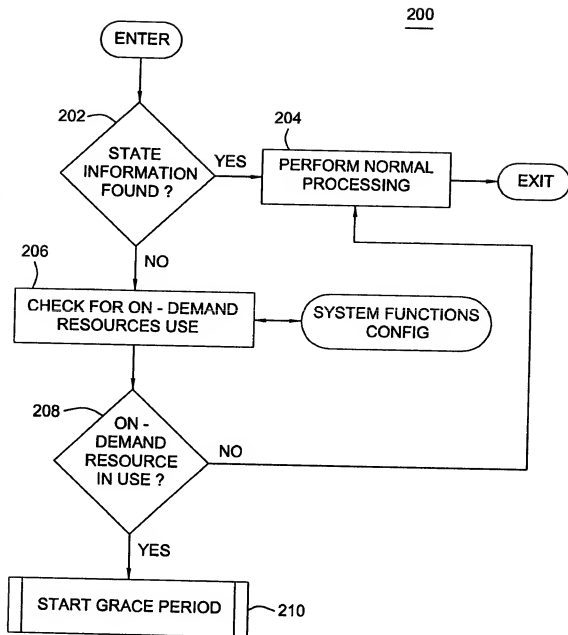 200
ENTER
202
STATE
INFORMATION
FOUND ?
YES
204
PERFORM NORMAL
PROCESSING
EXIT
NO
206
CHECK FOR ON - DEMAND
RESOURCES USE
SYSTEM FUNCTIONS
CONFIG
208
ON -
DEMAND
RESOURCE
IN USE ?
NO
YES
START GRACE PERIOD
210